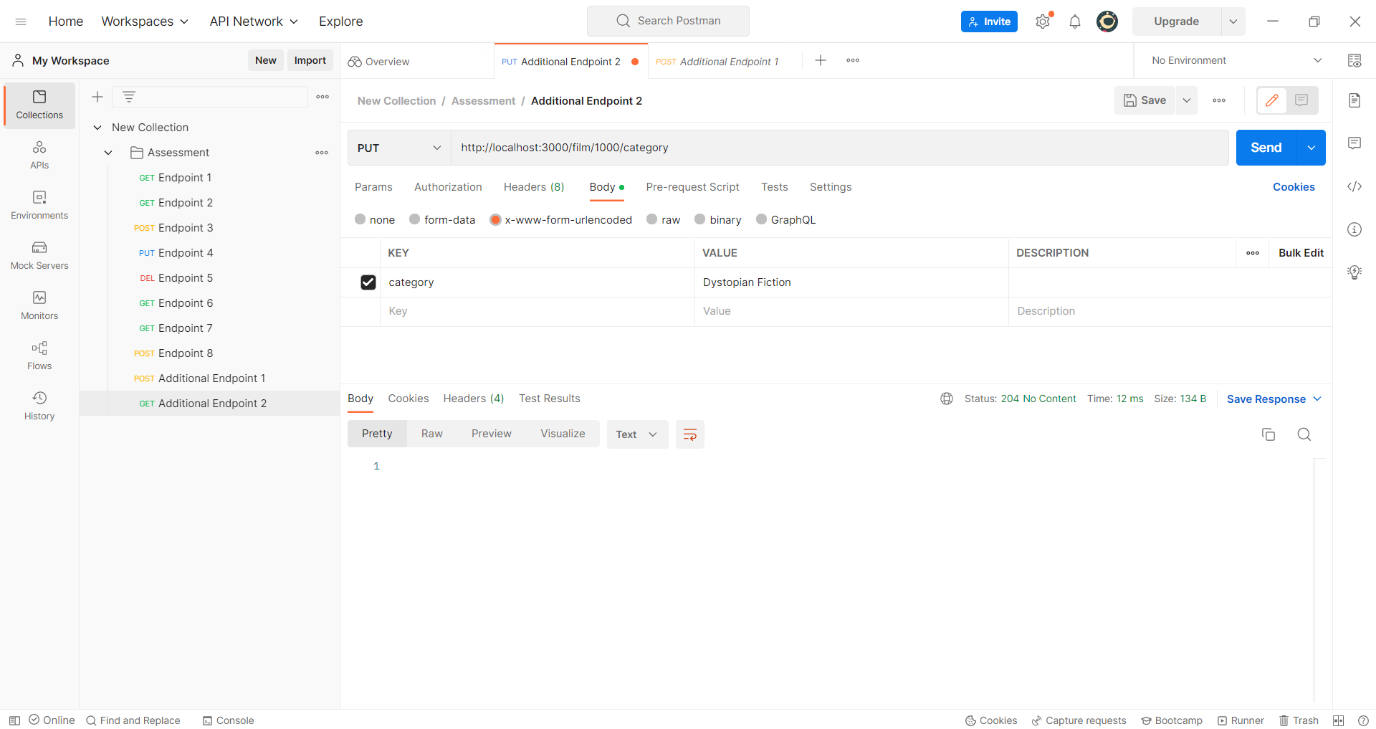 Home Workspaces API Network Explore Search Postman Invite Upgrade
My Workspace New Import Overview PUT Additional Endpoint 2 POST Additional Endpoint 1 No Environment
Collections
APIs
Environments
Mock Servers
Monitors
Flows
History
New Collection
Assessment
GET Endpoint 1
GET Endpoint 2
POST Endpoint 3
PUT Endpoint 4
DEL Endpoint 5
GET Endpoint 6
GET Endpoint 7
POST Endpoint 8
POST Additional Endpoint 1
GET Additional Endpoint 2
New Collection / Assessment / Additional Endpoint 2 Save
PUT http://localhost:3000/film/1000/category Send
Params Authorization Headers (8) Body Pre-request Script Tests Settings Cookies
none form-data x-www-form-urlencoded raw binary GraphQL
KEY VALUE DESCRIPTION Bulk Edit
category Dystopian Fiction
Key Value Description
Body Cookies Headers (4) Test Results Status: 204 No Content Time: 12 ms Size: 134 B Save Response
Pretty Raw Preview Visualize Text
1
Online Find and Replace Console Cookies Capture requests Bootcamp Runner Trash